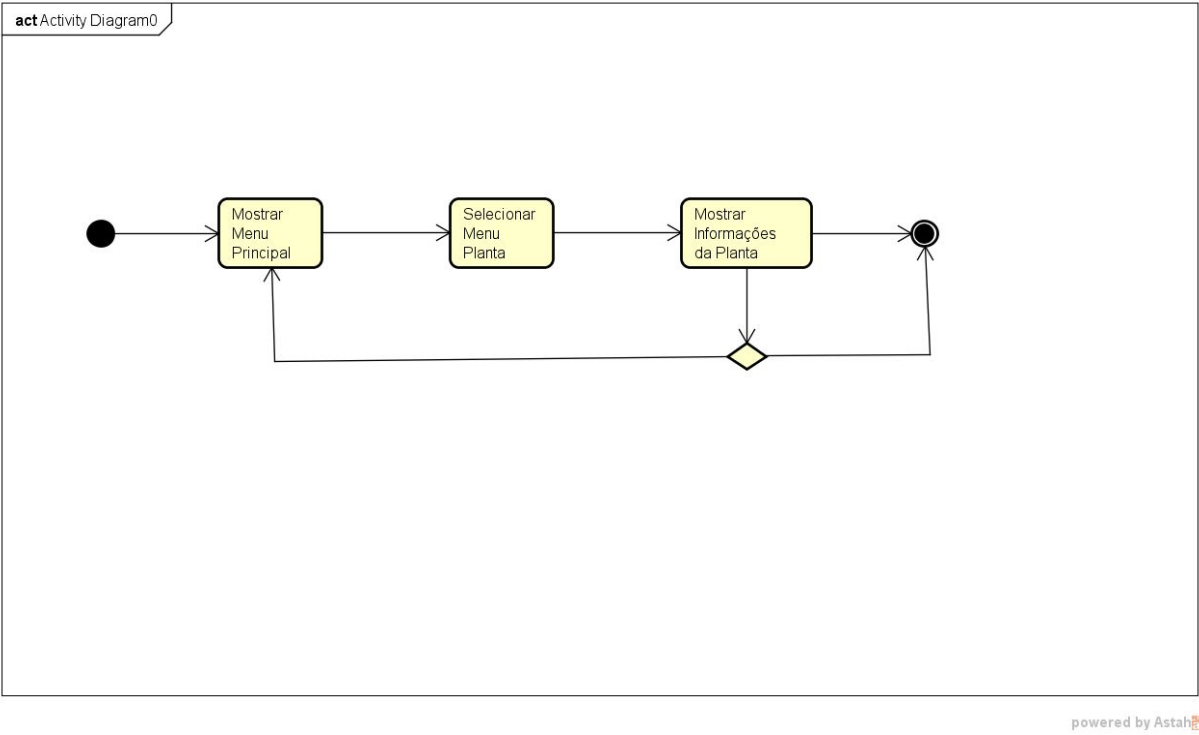 act Activity Diagram0
Mostrar
Menu
Principal
Selecionar
Menu
Planta
Mostrar
Informações
da Planta
powered by Astah